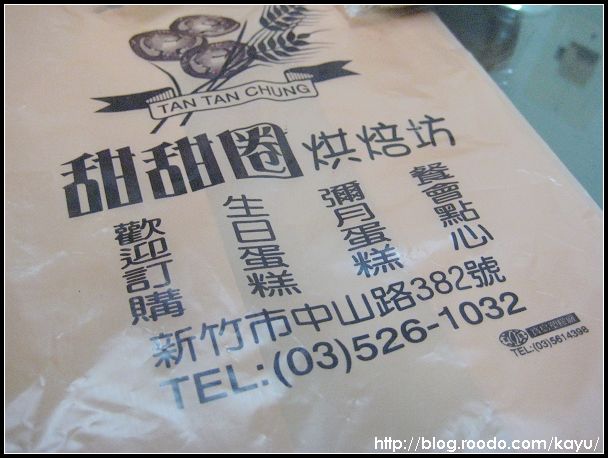 TAN TAN CHUNG
甜甜圈 烘焙坊
歡迎訂購
生日蛋糕
彌月蛋糕
餐會點心
新竹市中山路382號
TEL:(03)526-1032
TEL:(03)5614398
http://blog.roodo.com/kayu/